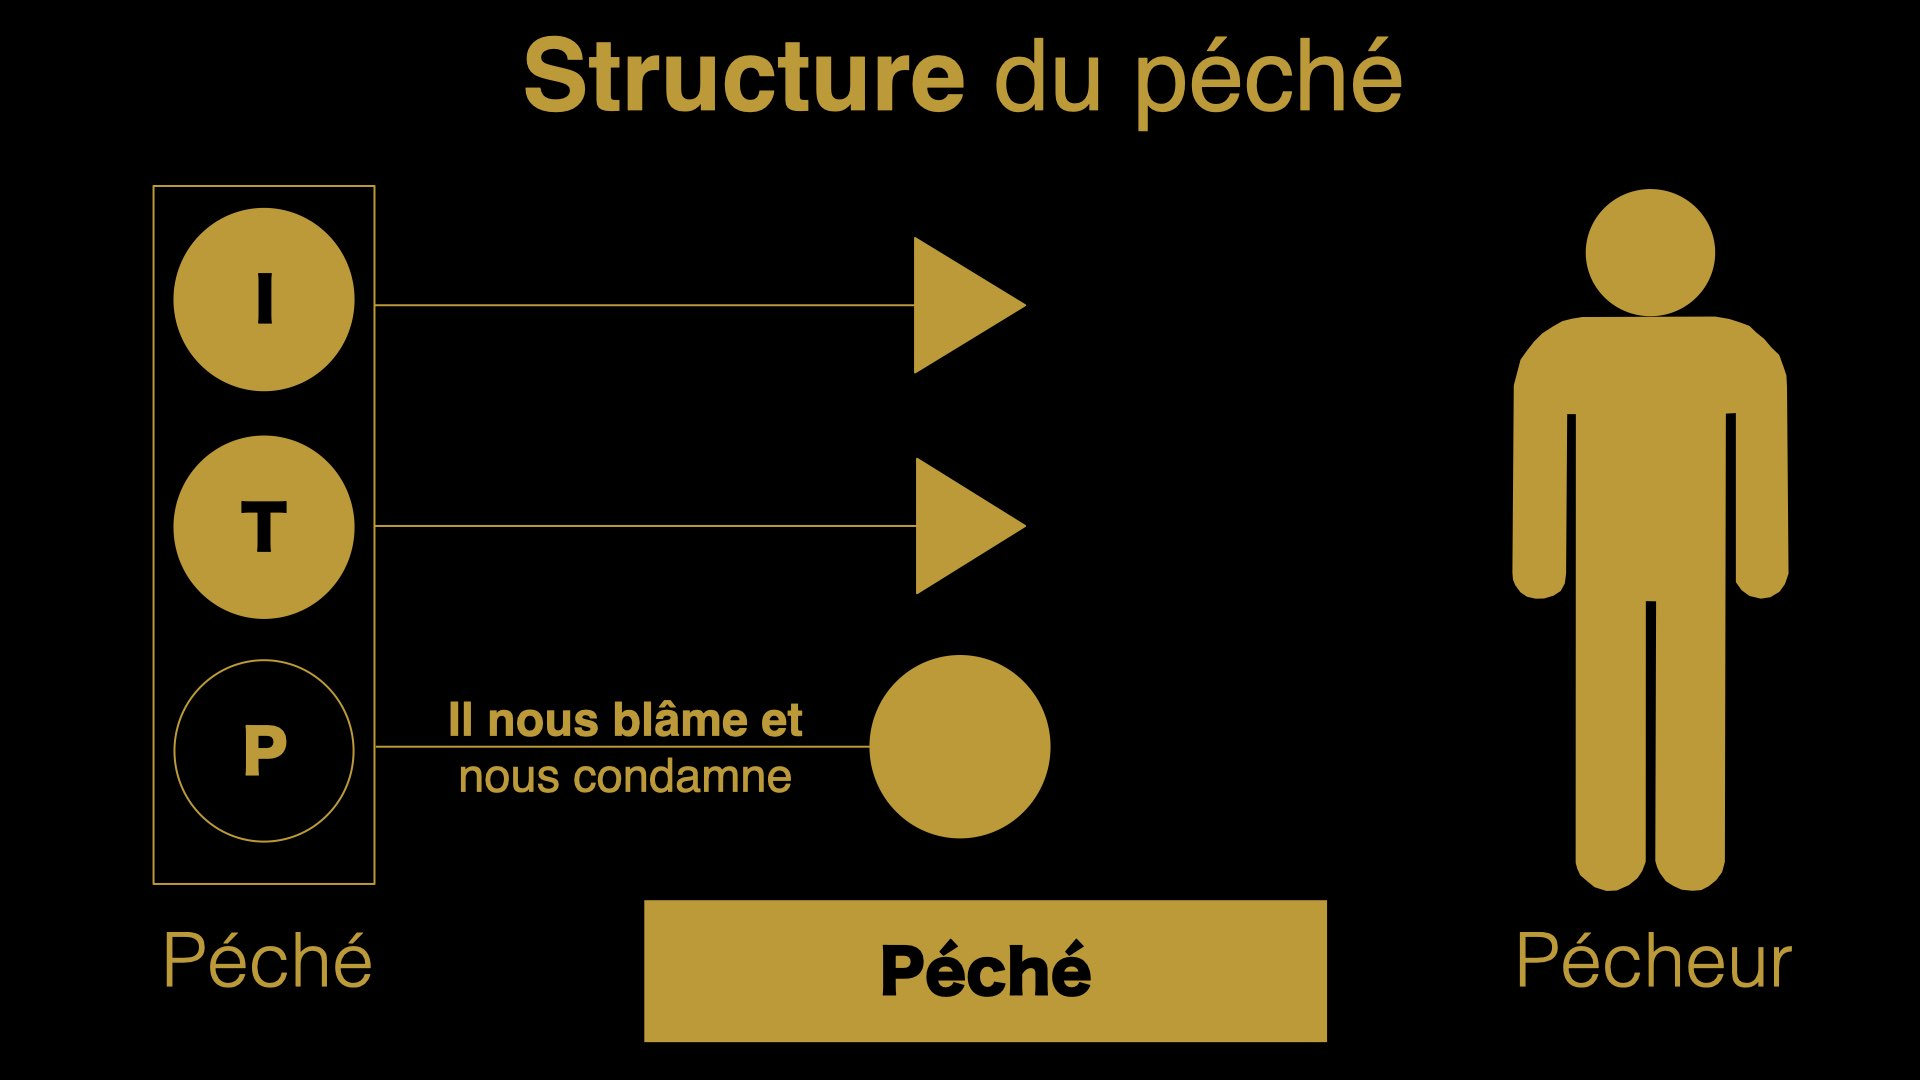 Structure du péché
I
T
P
Il nous blâme et
nous condamne
Péché
Péché
Pécheur